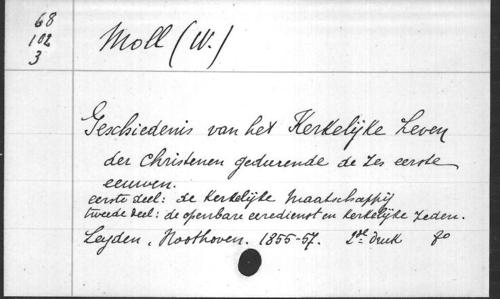 68
102
3
Moll (W.)
Geschiedenis van het Kerkelijke Leven
der Christenen gedurende de zes eerste
eeuwen.
eerste deel: de Kerkelijke Maatschappij
tweede deel: de openbare eeredienst en kerkelijke zeden.
Leyden, Noothoven. 1855-57. 2de druk 8o